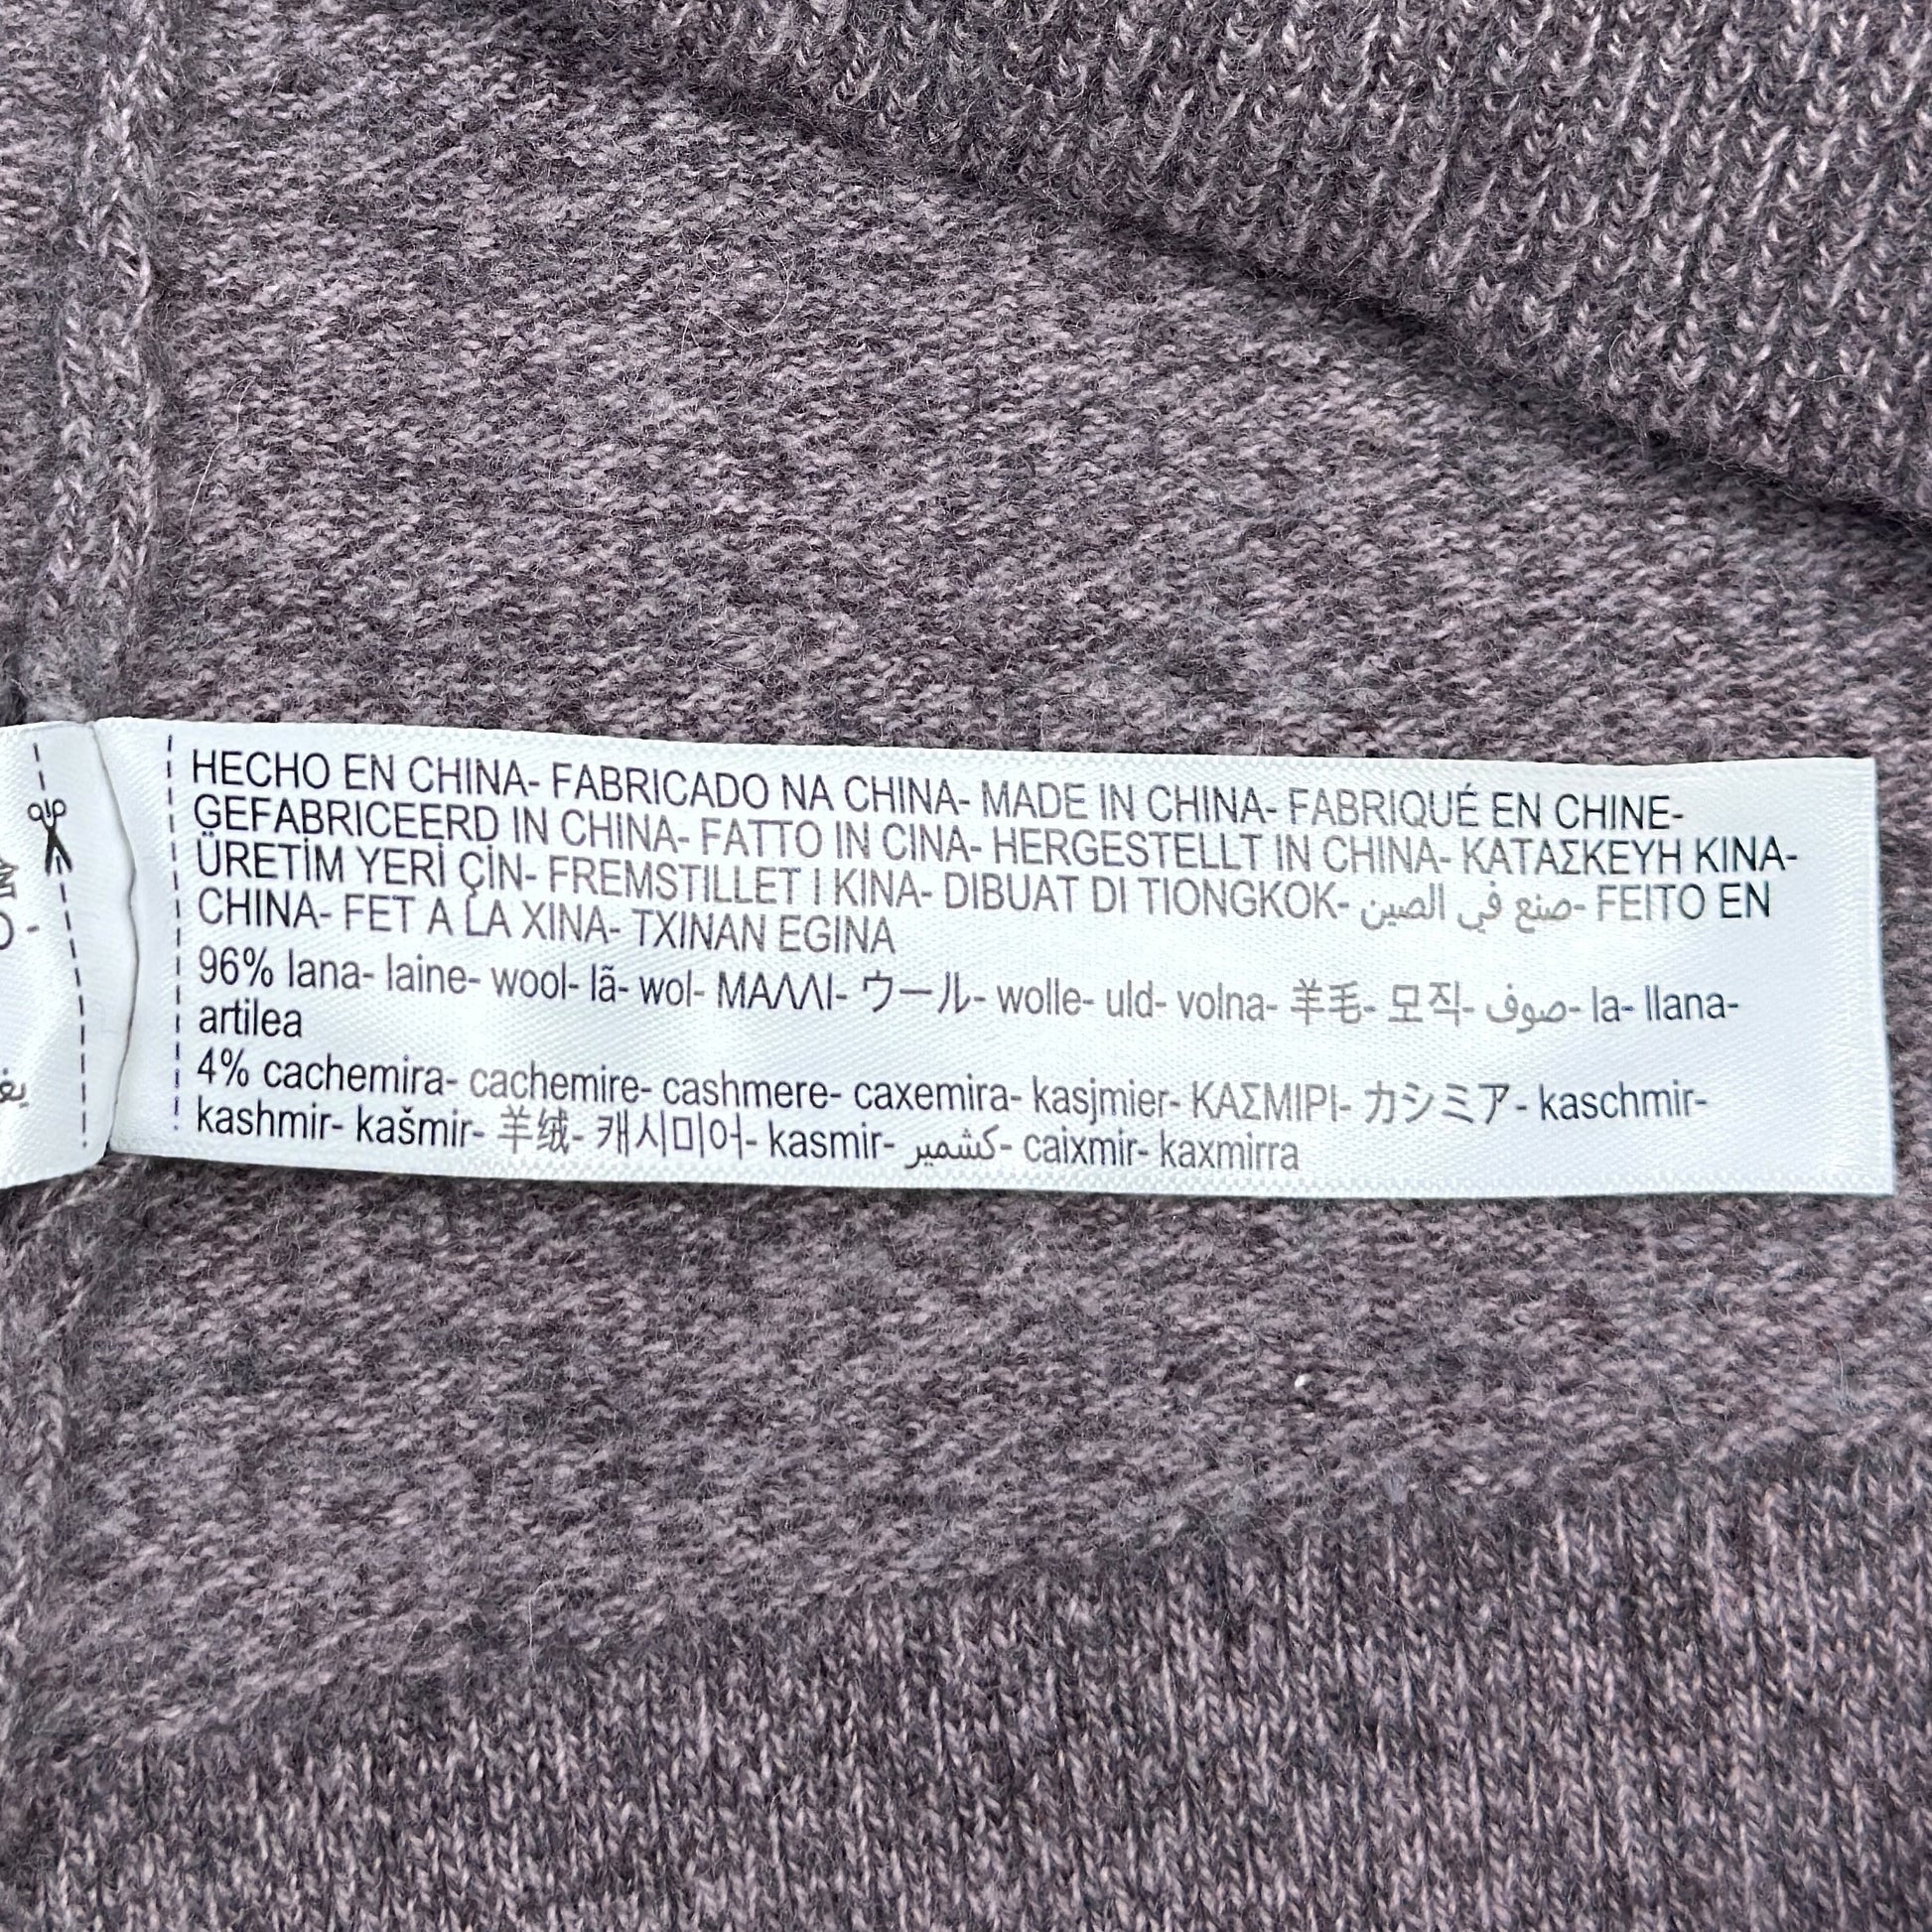 HECHO EN CHINA- FABRICADO NA CHINA- MADE IN CHINA- FABRIQUÉ EN CHINE-
GEFABRICEERD IN CHINA- FATTO IN CINA- HERGESTELLT IN CHINA- ΚΑΤΑΣΚΕΥΗ ΚΙΝΑ-
ÜRETİM YERİ ÇİN- FREMSTILLET I KINA- DIBUAT DI TIONGKOK- صنع في الصين- FEITO EN
CHINA- FET A LA XINA- TXINAN EGINA
96% lana- laine- wool- lã- wol- ΜΑΛΛΙ- ウール- wolle- uld- volna- 羊毛- 모직- صوف- la- llana-
artilea
4% cachemira- cachemire- cashmere- caxemira- kasjmier- ΚΑΣΜΙΡΙ- カシミア- kaschmir-
kashmir- kašmir- 羊绒- 캐시미어- kasmir- كشمير- caixmir- kaxmirra